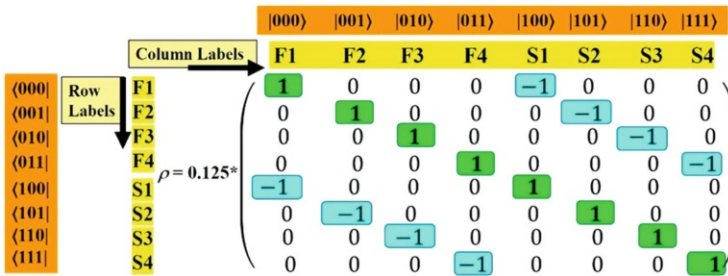 |000⟩ |001⟩ |010⟩ |011⟩ |100⟩ |101⟩ |110⟩ |111⟩
Column Labels F1 F2 F3 F4 S1 S2 S3 S4
⟨000| Row Labels F1 1 0 0 0 −1 0 0 0
⟨001| F2 0 1 0 0 0 −1 0 0
⟨010| F3 0 0 1 0 0 0 −1 0
⟨011| F4 0 0 0 1 0 0 0 −1
ρ = 0.125*
⟨100| S1 −1 0 0 0 1 0 0 0
⟨101| S2 0 −1 0 0 0 1 0 0
⟨110| S3 0 0 −1 0 0 0 1 0
⟨111| S4 0 0 0 −1 0 0 0 1